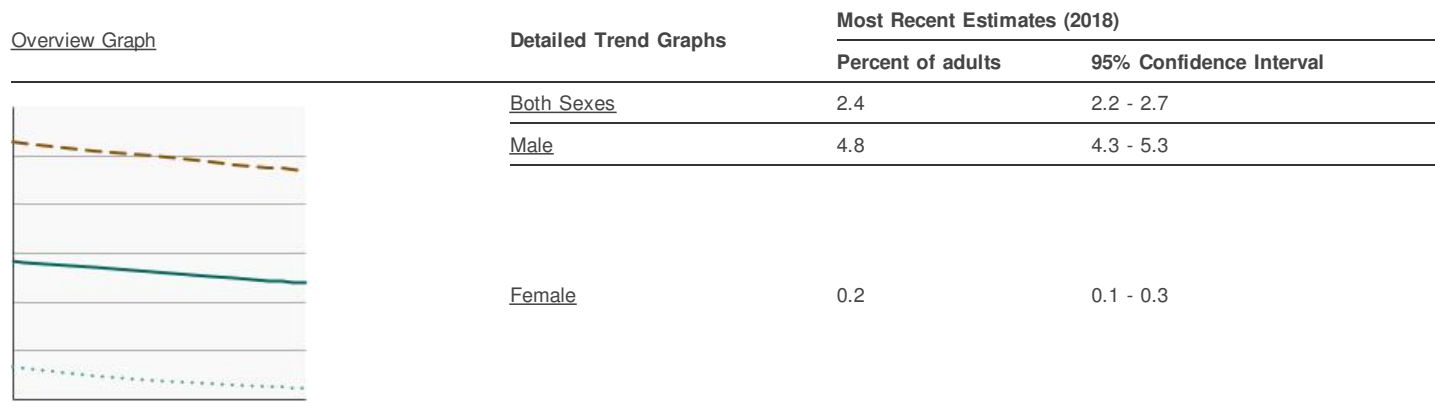 Most Recent Estimates (2018)
Overview Graph Detailed Trend Graphs
Percent of adults 95% Confidence Interval
Both Sexes 2.4 2.2 - 2.7
Male 4.8 4.3 - 5.3
Female 0.2 0.1 - 0.3